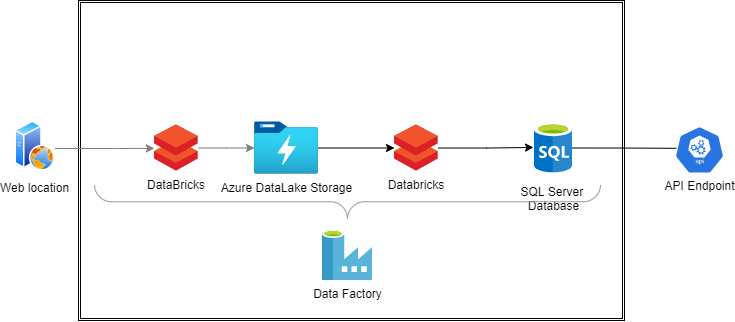 SQL
api
Web location
DataBricks
Azure DataLake Storage
Databricks
SQL Server
Database
API Endpoint
Data Factory